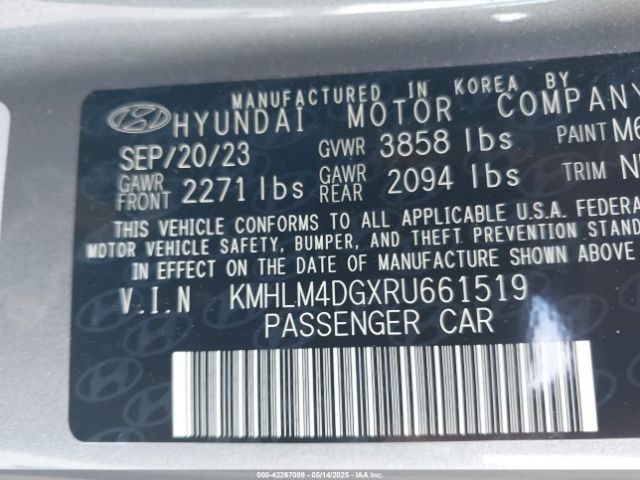 MANUFACTURED IN KOREA BY
HYUNDAI MOTOR COMPANY
SEP/20/23 GVWR 3858 lbs PAINT
GAWR FRONT 2271 lbs GAWR REAR 2094 lbs TRIM
THIS VEHICLE CONFORMS TO ALL APPLICABLE U.S.A. FEDERA
MOTOR VEHICLE SAFETY, BUMPER, AND THEFT PREVENTION STAND
IN EFFECT ON THE DATE OF MANUFACTURE SHOWN ABOVE
V.I.N KMHLM4DGXRU661519
PASSENGER CAR
000-42267099 05/14/2025 - Copyright IAA, LLC.